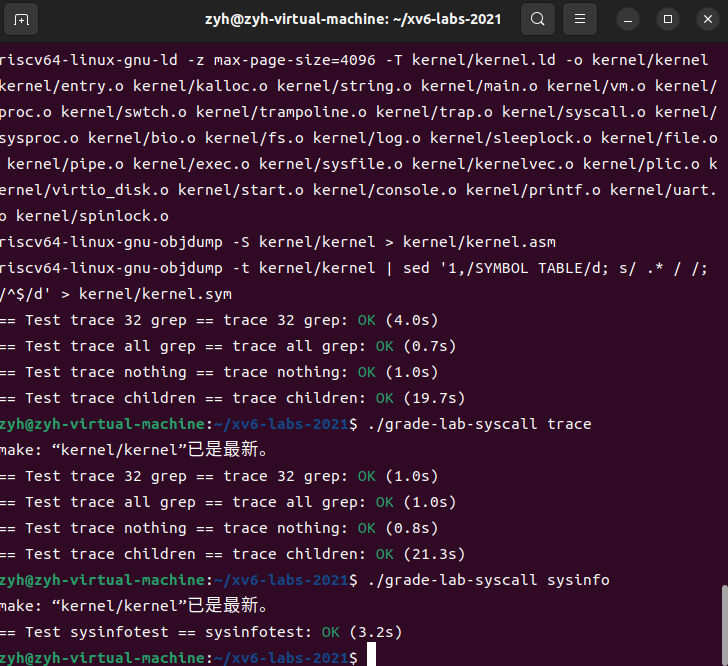 zyh@zyh-virtual-machine: ~/xv6-labs-2021
riscv64-linux-gnu-ld -z max-page-size=4096 -T kernel/kernel.ld -o kernel/kernel
kernel/entry.o kernel/kalloc.o kernel/string.o kernel/main.o kernel/vm.o kernel/
proc.o kernel/swtch.o kernel/trampoline.o kernel/trap.o kernel/syscall.o kernel/
sysproc.o kernel/bio.o kernel/fs.o kernel/log.o kernel/sleeplock.o kernel/file.o
kernel/pipe.o kernel/exec.o kernel/sysfile.o kernel/kernelvec.o kernel/plic.o k
ernel/virtio_disk.o kernel/start.o kernel/console.o kernel/printf.o kernel/uart.
o kernel/spinlock.o
riscv64-linux-gnu-objdump -S kernel/kernel > kernel/kernel.asm
riscv64-linux-gnu-objdump -t kernel/kernel | sed '1,/SYMBOL TABLE/d; s/ .* / /;
/^$/d' > kernel/kernel.sym
== Test trace 32 grep == trace 32 grep: OK (4.0s)
== Test trace all grep == trace all grep: OK (0.7s)
== Test trace nothing == trace nothing: OK (1.0s)
== Test trace children == trace children: OK (19.7s)
zyh@zyh-virtual-machine:~/xv6-labs-2021$ ./grade-lab-syscall trace
make: “kernel/kernel”已是最新。
== Test trace 32 grep == trace 32 grep: OK (1.0s)
== Test trace all grep == trace all grep: OK (1.0s)
== Test trace nothing == trace nothing: OK (0.8s)
== Test trace children == trace children: OK (21.3s)
zyh@zyh-virtual-machine:~/xv6-labs-2021$ ./grade-lab-syscall sysinfo
make: “kernel/kernel”已是最新。
== Test sysinfotest == sysinfotest: OK (3.2s)
zyh@zyh-virtual-machine:~/xv6-labs-2021$